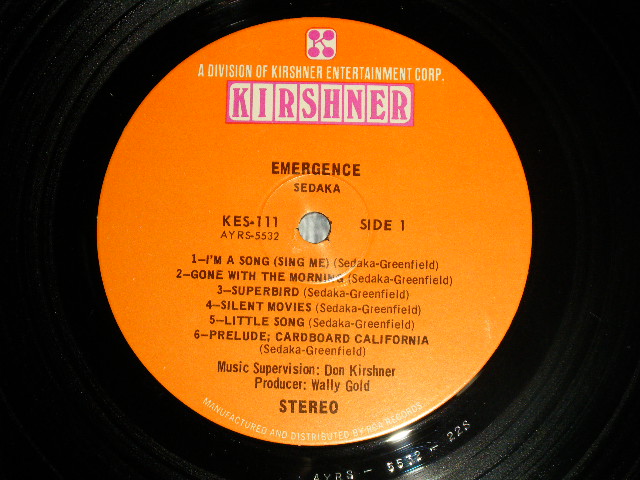 A DIVISION OF KIRSHNER ENTERTAINMENT CORP.
KIRSHNER
EMERGENCE
SEDAKA
KES-111
AYRS-5532
SIDE 1
1—I'M A SONG (SING ME) (Sedaka-Greenfield)
2—GONE WITH THE MORNING (Sedaka-Greenfield)
3—SUPERBIRD (Sedaka-Greenfield)
4—SILENT MOVIES (Sedaka-Greenfield)
5—LITTLE SONG (Sedaka-Greenfield)
6—PRELUDE; CARDBOARD CALIFORNIA
(Sedaka-Greenfield)
Music Supervision: Don Kirshner
Producer: Wally Gold
STEREO
MANUFACTURED AND DISTRIBUTED BY RCA RECORDS
AYRS - 5532 - 22S